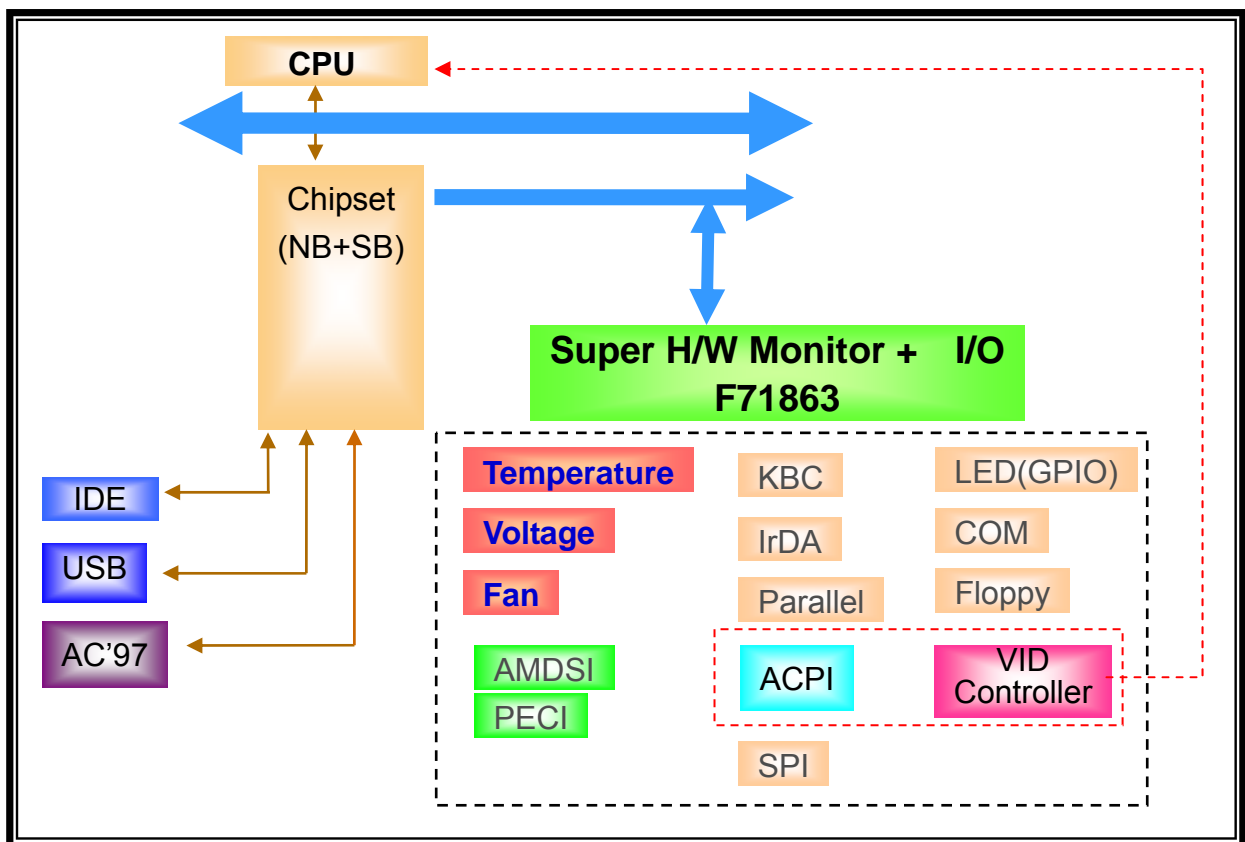 CPU
Chipset
(NB+SB)
Super H/W Monitor + I/O
F71863
IDE
USB
AC’97
Temperature
Voltage
Fan
AMDSI
PECI
KBC
IrDA
Parallel
ACPI
SPI
LED(GPIO)
COM
Floppy
VID
Controller